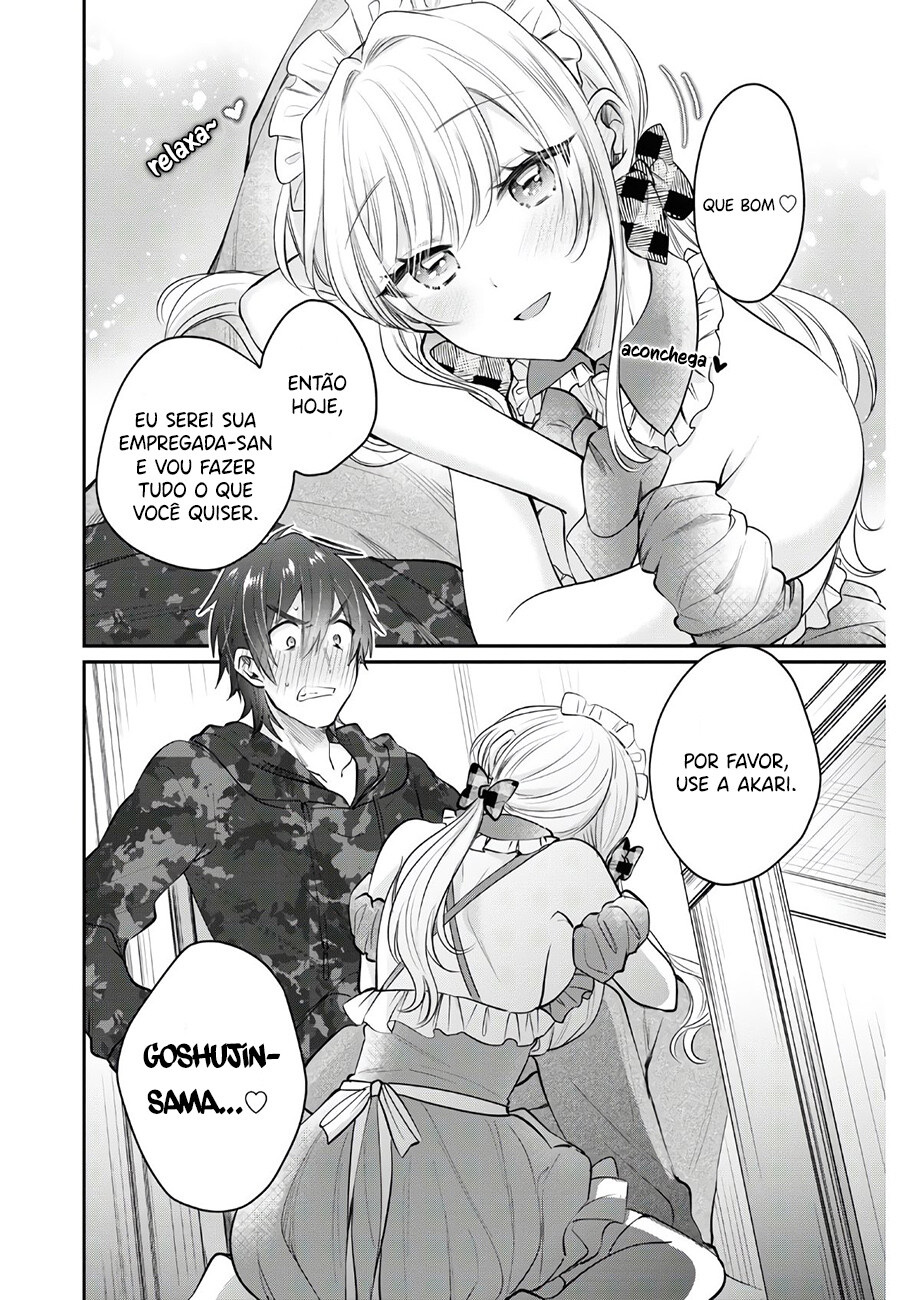 QUE BOM♡
relaxa~ ♥
aconchega ♥
ENTÃO
HOJE,
EU SEREI SUA
EMPREGADA-SAN
E VOU FAZER
TUDO O QUE
VOCÊ QUISER.
POR FAVOR,
USE A AKARI.
GOSHUJIN-
SAMA...♡